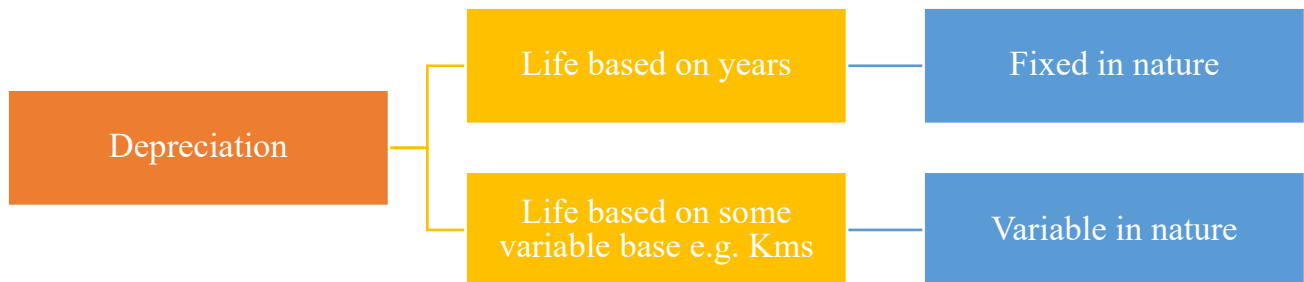 Depreciation
Life based on years
Fixed in nature
Life based on some
variable base e.g. Kms
Variable in nature